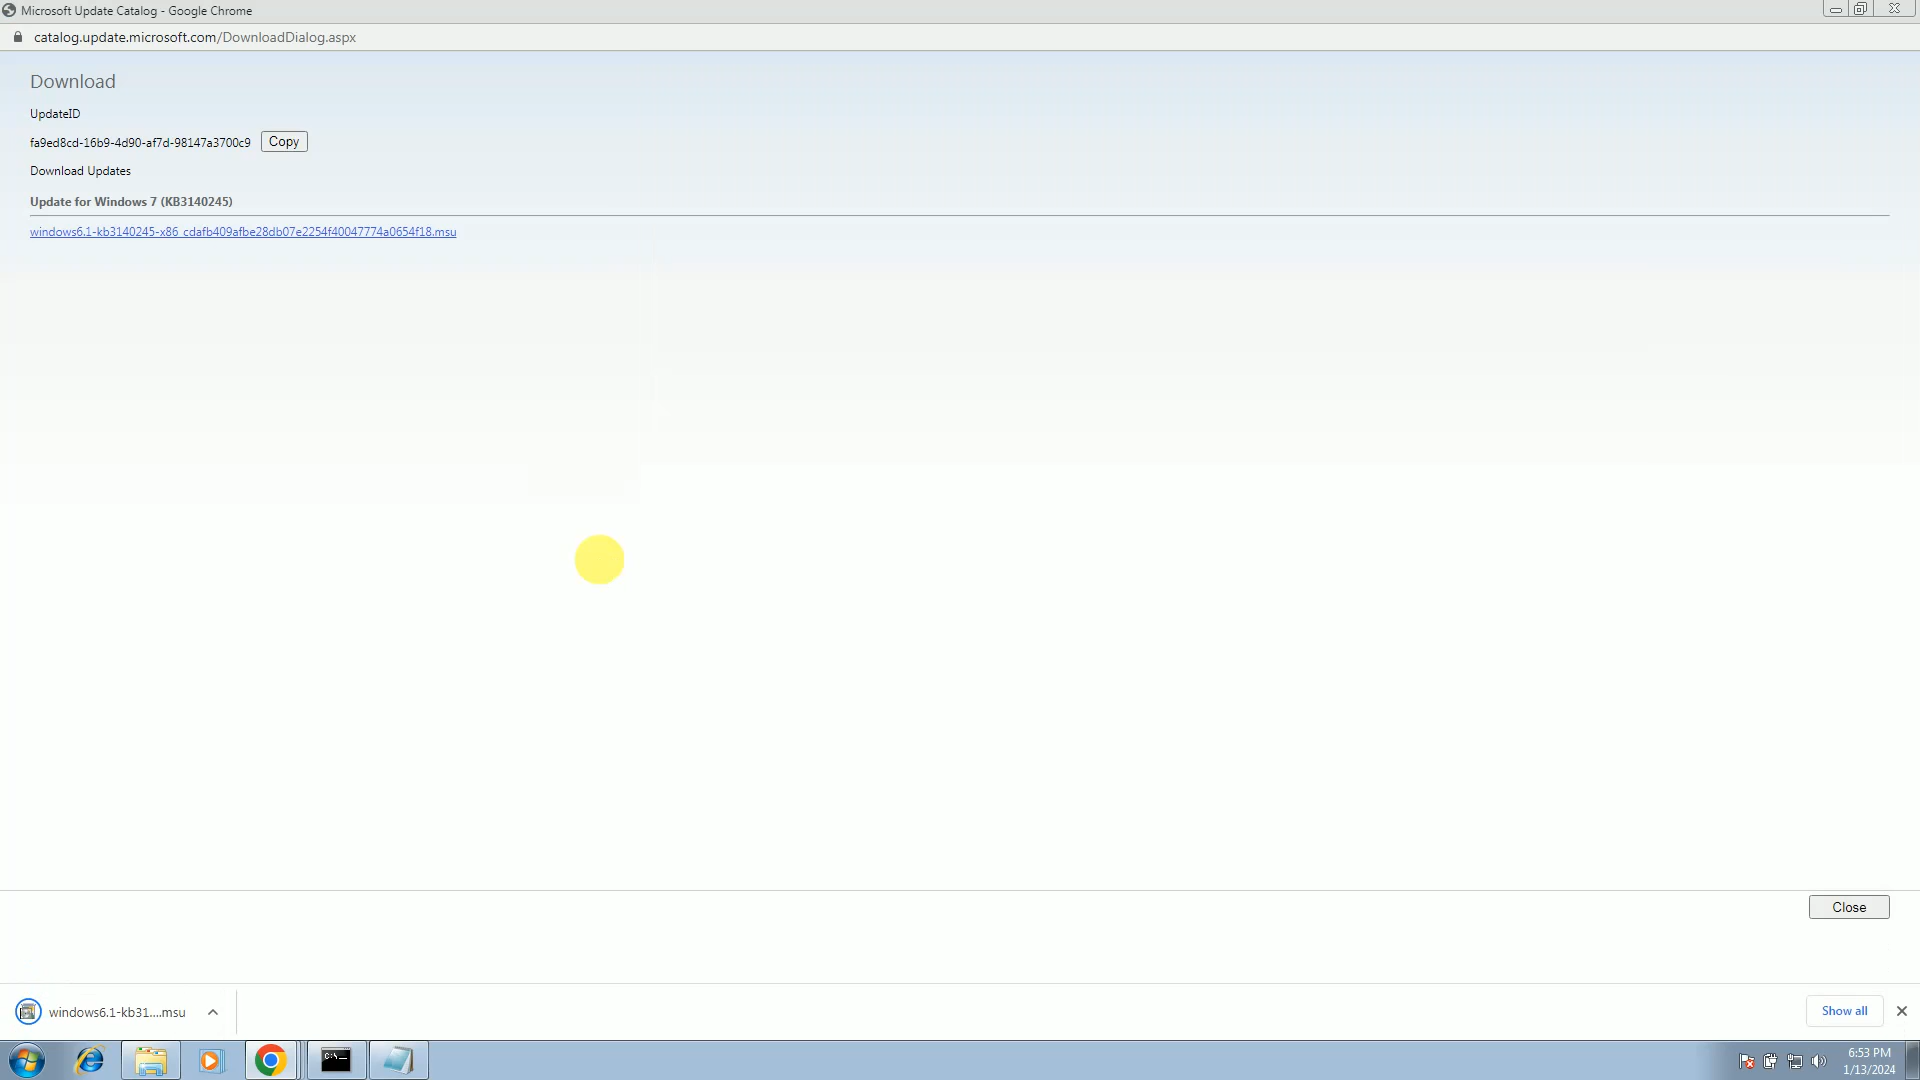 Microsoft Update Catalog - Google Chrome
catalog.update.microsoft.com/DownloadDialog.aspx
Download
UpdateID
fa9ed8cd-16b9-4d90-af7d-98147a3700c9 Copy
Download Updates
Update for Windows 7 (KB3140245)
windows6.1-kb3140245-x86_cdafb409afbe28db07e2254f40047774a0654f18.msu
Close
windows6.1-kb31....msu
Show all
C:\_
6:53 PM
1/13/2024